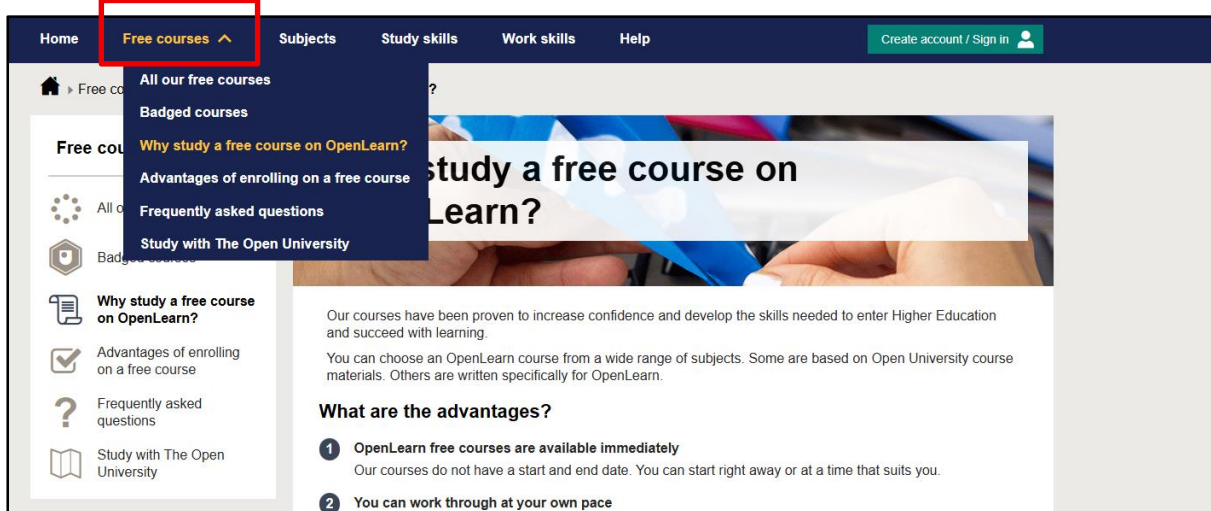 Home Free courses Subjects Study skills Work skills Help Create account / Sign in
All our free courses
Badged courses
Why study a free course on OpenLearn?
Advantages of enrolling on a free course
Frequently asked questions
Study with The Open University
Free co ?
Free cou
All o
Badged courses
Why study a free course
on OpenLearn?
Advantages of enrolling
on a free course
Frequently asked
questions
Study with The Open
University
study a free course on
Learn?
Our courses have been proven to increase confidence and develop the skills needed to enter Higher Education
and succeed with learning.
You can choose an OpenLearn course from a wide range of subjects. Some are based on Open University course
materials. Others are written specifically for OpenLearn.
What are the advantages?
1 OpenLearn free courses are available immediately
Our courses do not have a start and end date. You can start right away or at a time that suits you.
2 You can work through at your own pace